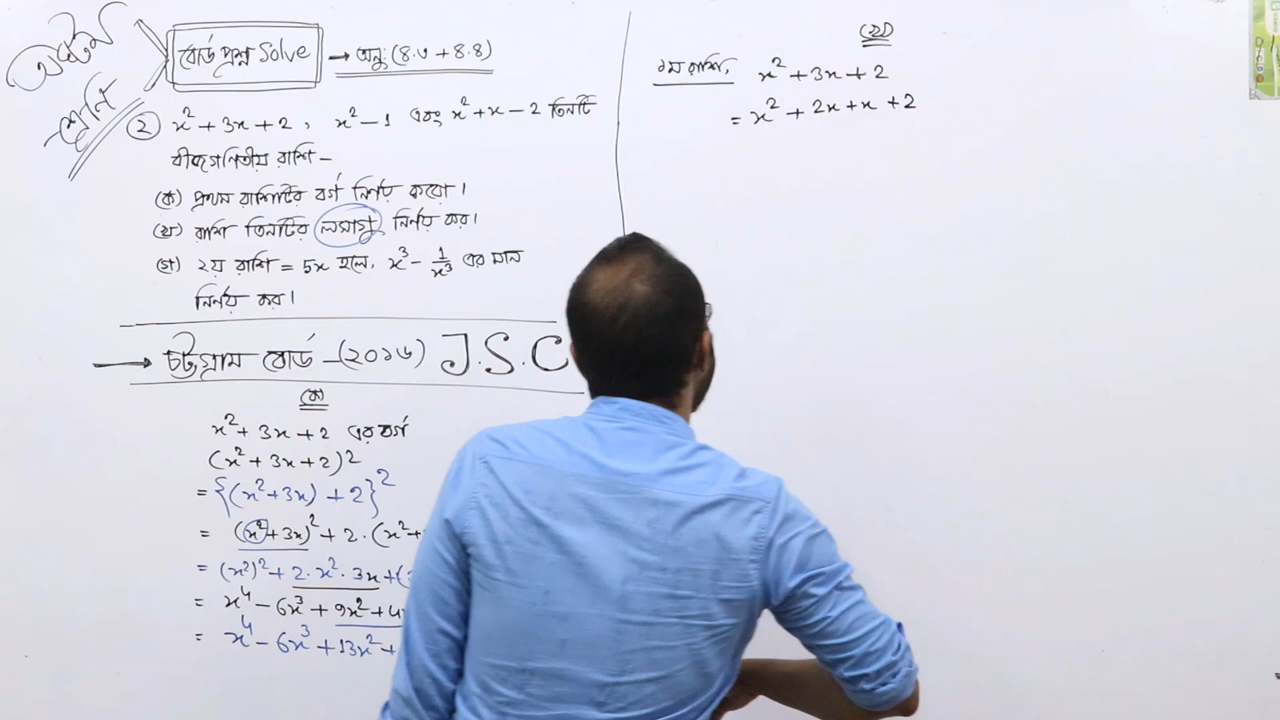 অষ্টম
শ্রেণি
বোর্ড প্রশ্ন Solve → অনু: (৪.৩ + ৪.৪)
② x² + 3x + 2 , x² – 1 এবং x² + x – 2 তিনটি
বীজগণিতীয় রাশি –
(ক) প্রথম রাশিটির বর্গ নির্ণয় করো।
(খ) রাশি তিনটির লসাগু নির্ণয় কর।
(গ) ২য় রাশি = 5x হলে, x³ – 1/x³ এর মান
নির্ণয় কর।
→ চট্টগ্রাম বোর্ড – (২০১৬) J.S.C
(ক)
x² + 3x + 2 এর বর্গ
(x² + 3x + 2)²
= {(x² + 3x) + 2}²
= (x² + 3x)² + 2 · (x² +
= (x²)² + 2 · x² · 3x + (
= x⁴ – 6x³ + 9x² + 4
= x⁴ – 6x³ + 13x² +
(খ)
১ম রাশি, x² + 3x + 2
= x² + 2x + x + 2